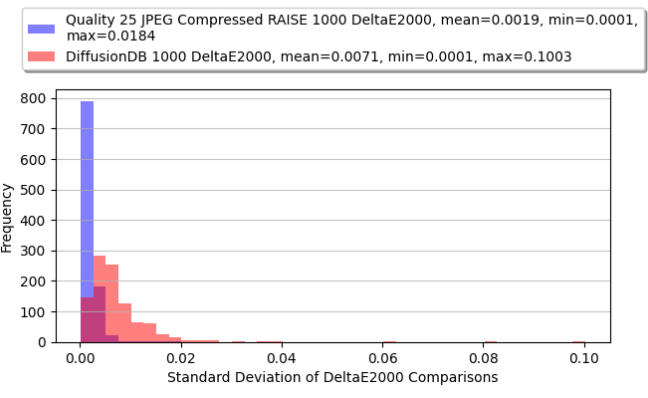 Quality 25 JPEG Compressed RAISE 1000 DeltaE2000, mean=0.0019, min=0.0001,
max=0.0184
DiffusionDB 1000 DeltaE2000, mean=0.0071, min=0.0001, max=0.1003
800
700
600
500
400
300
200
100
0
Frequency
0.00 0.02 0.04 0.06 0.08 0.10
Standard Deviation of DeltaE2000 Comparisons